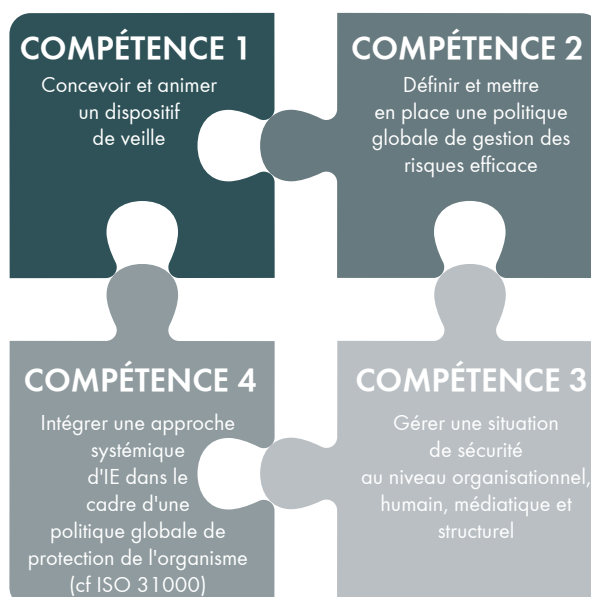 COMPÉTENCE 1
Concevoir et animer
un dispositif
de veille
COMPÉTENCE 2
Définir et mettre
en place une politique
globale de gestion des
risques efficace
COMPÉTENCE 4
Intégrer une approche
systémique
d'IE dans le
cadre d'une
politique globale de
protection de l'organisme
(cf ISO 31000)
COMPÉTENCE 3
Gérer une situation
de sécurité
au niveau organisationnel,
humain, médiatique et
structurel